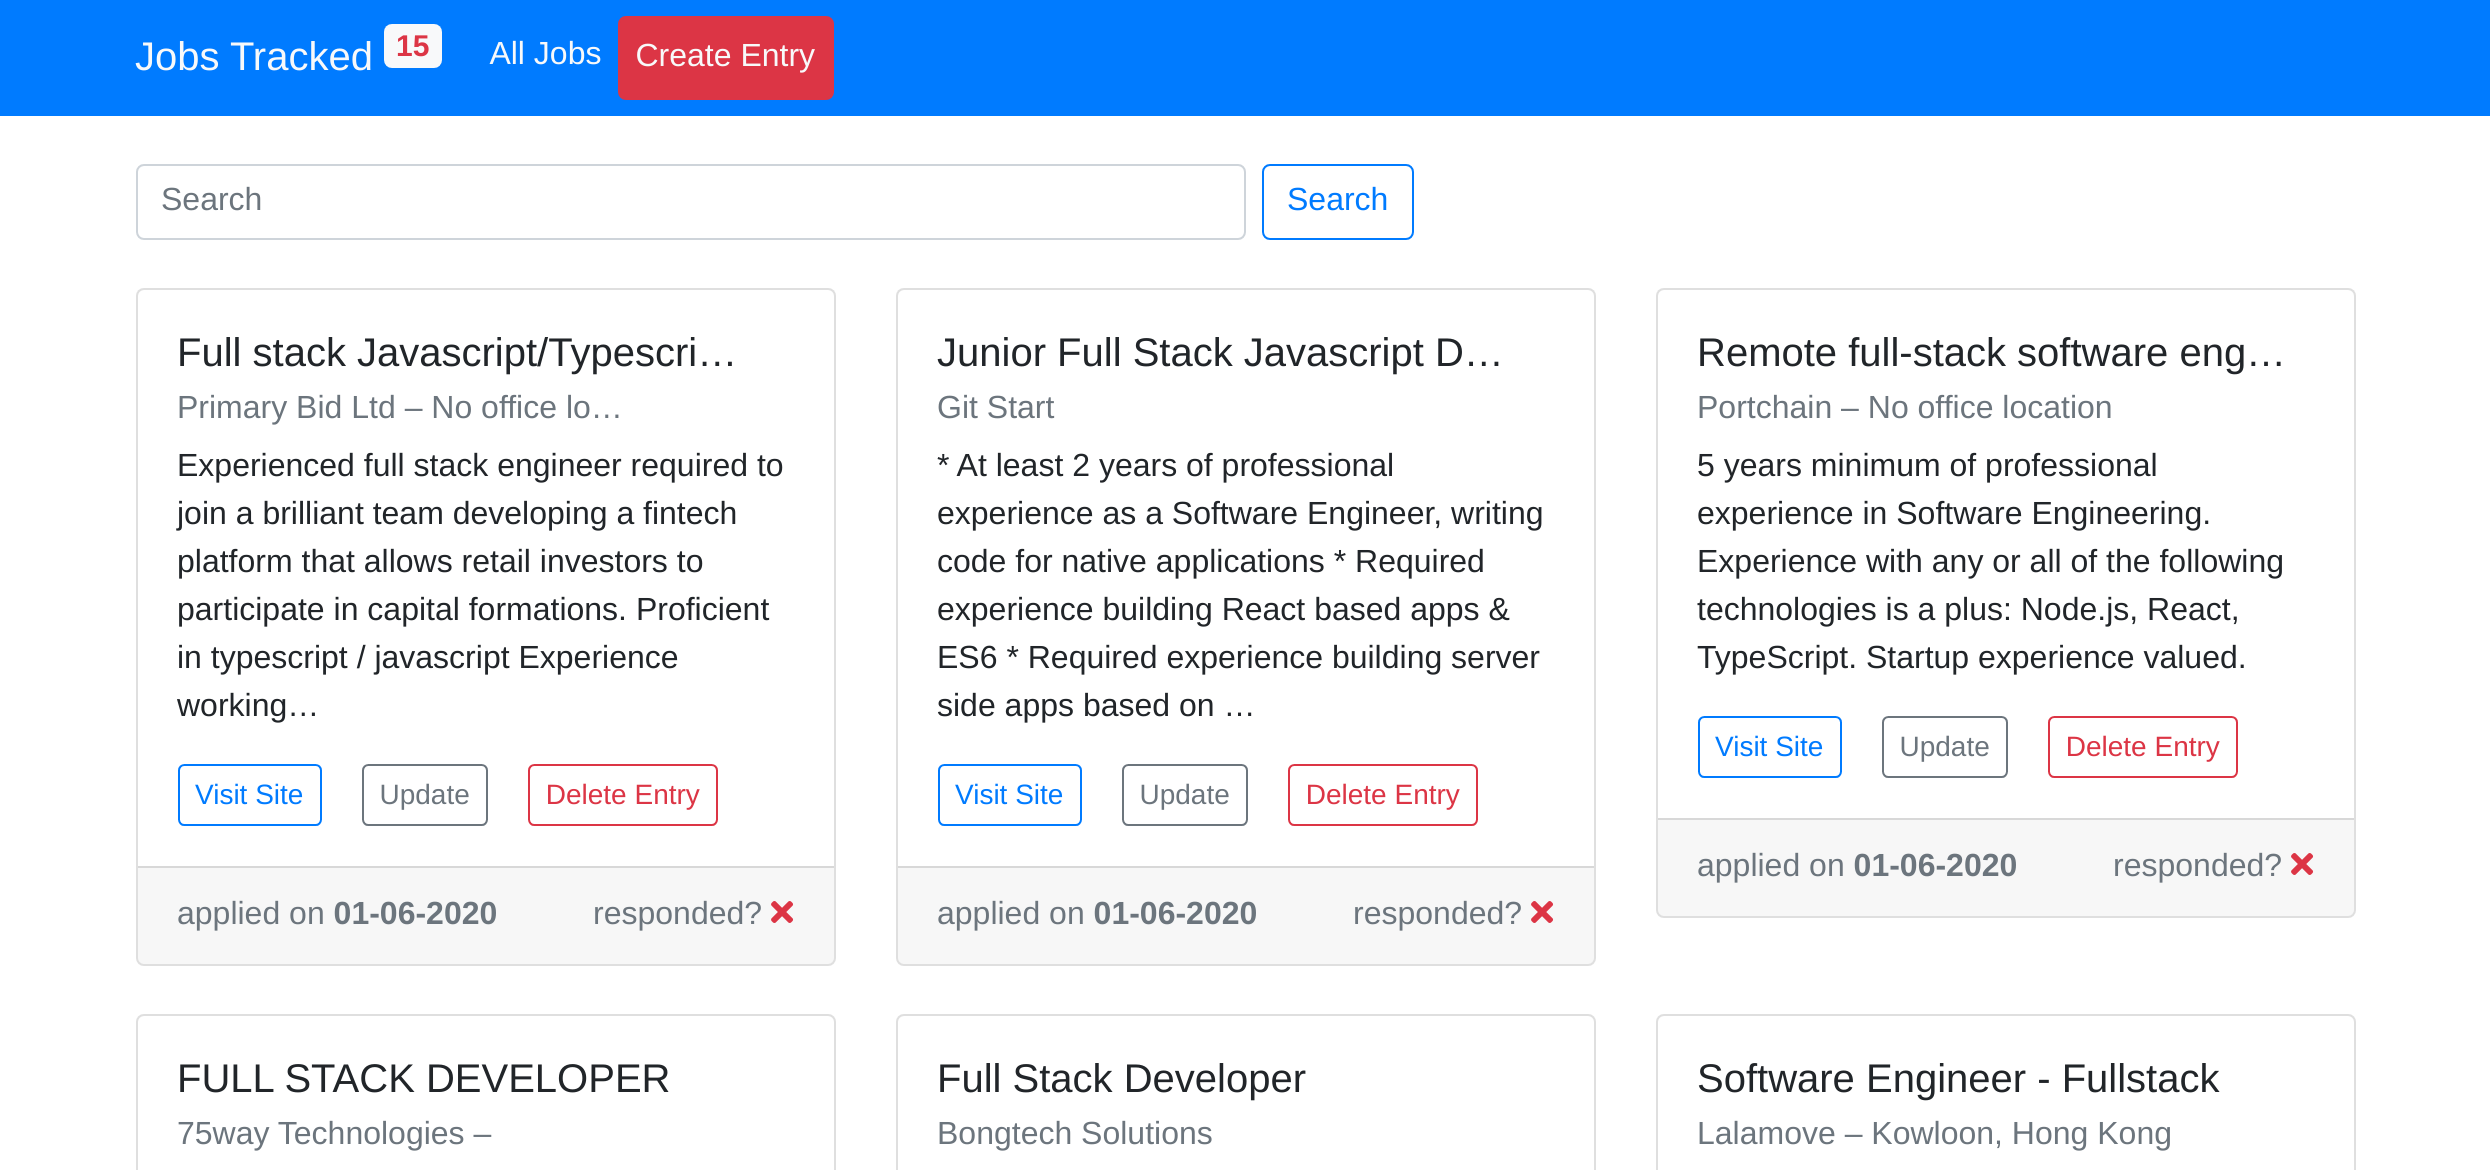 Jobs Tracked 15 All Jobs Create Entry
Search Search
Full stack Javascript/Typescri…
Primary Bid Ltd – No office lo…
Experienced full stack engineer required to
join a brilliant team developing a fintech
platform that allows retail investors to
participate in capital formations. Proficient
in typescript / javascript Experience
working…
Visit Site Update Delete Entry
applied on 01-06-2020 responded?
Junior Full Stack Javascript D…
Git Start
* At least 2 years of professional
experience as a Software Engineer, writing
code for native applications * Required
experience building React based apps &
ES6 * Required experience building server
side apps based on …
Visit Site Update Delete Entry
applied on 01-06-2020 responded?
Remote full-stack software eng…
Portchain – No office location
5 years minimum of professional
experience in Software Engineering.
Experience with any or all of the following
technologies is a plus: Node.js, React,
TypeScript. Startup experience valued.
Visit Site Update Delete Entry
applied on 01-06-2020 responded?
FULL STACK DEVELOPER
75way Technologies –
Full Stack Developer
Bongtech Solutions
Software Engineer - Fullstack
Lalamove – Kowloon, Hong Kong